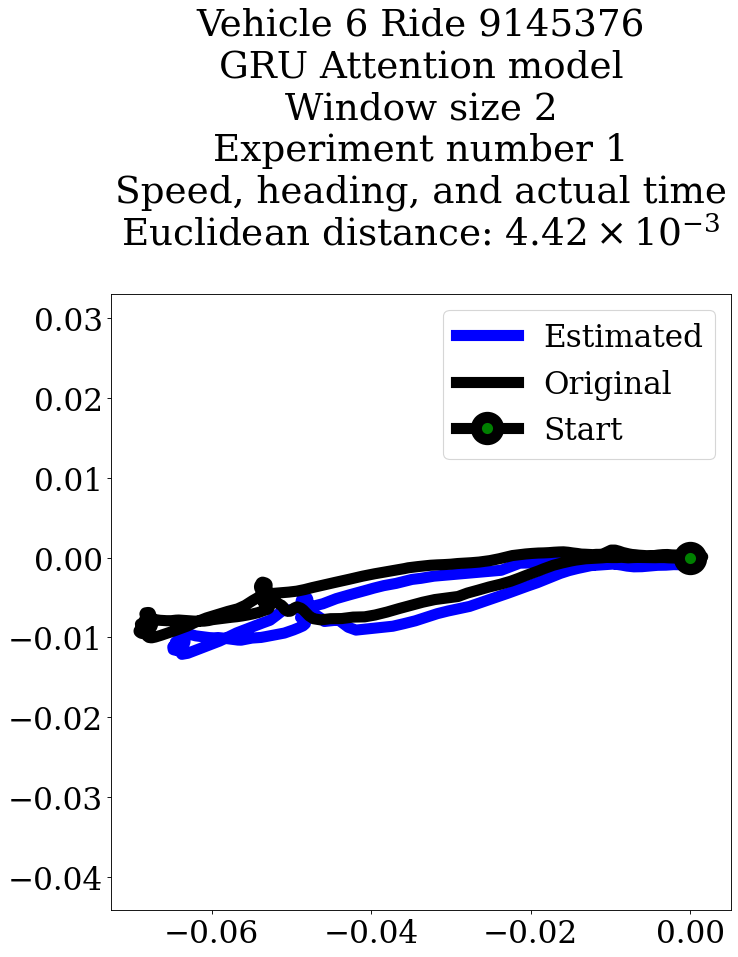 Vehicle 6 Ride 9145376
GRU Attention model
Window size 2
Experiment number 1
Speed, heading, and actual time
Euclidean distance: 4.42 × 10⁻³
Estimated
Original
Start
0.03
0.02
0.01
0.00
−0.01
−0.02
−0.03
−0.04
−0.06
−0.04
−0.02
0.00